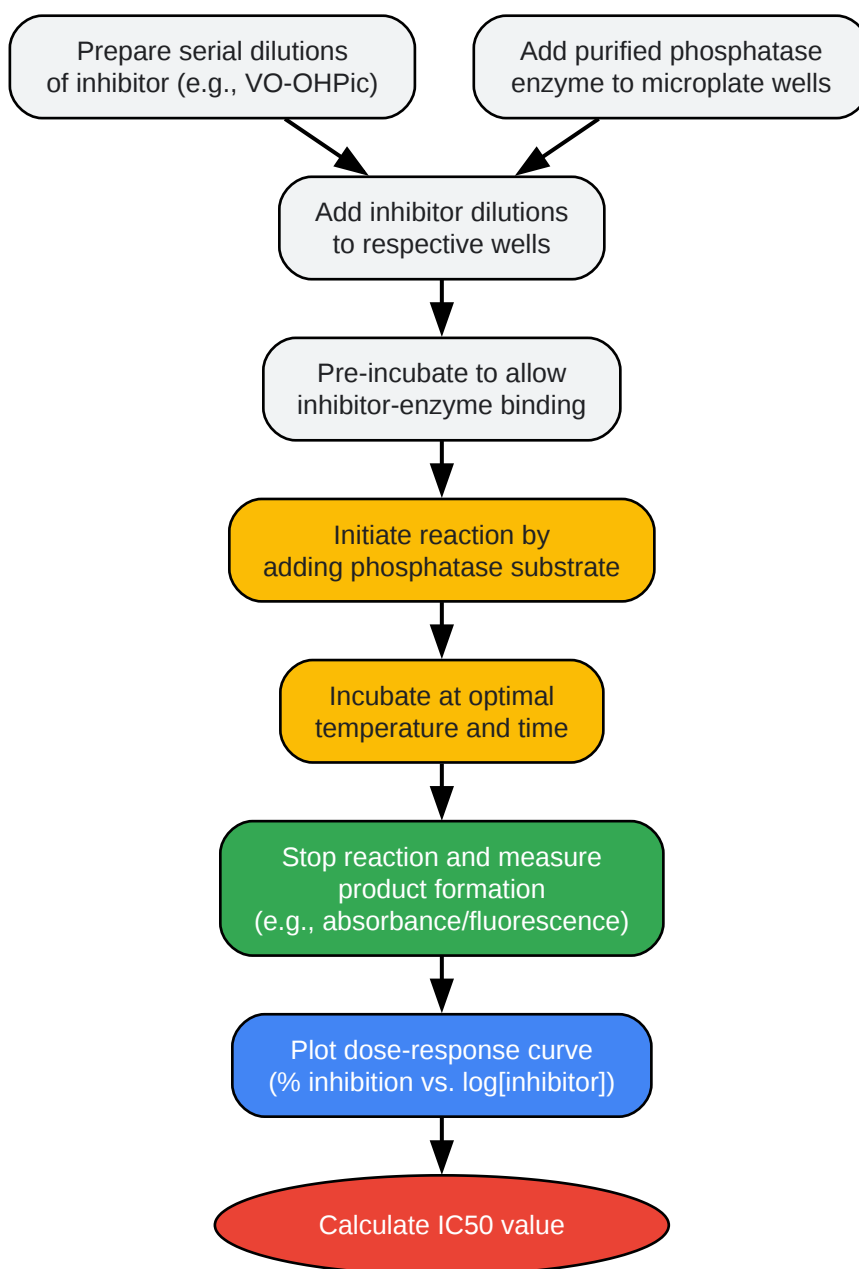 Prepare serial dilutions
of inhibitor (e.g., VO-OHPic)
Add purified phosphatase
enzyme to microplate wells
Add inhibitor dilutions
to respective wells
Pre-incubate to allow
inhibitor-enzyme binding
Initiate reaction by
adding phosphatase substrate
Incubate at optimal
temperature and time
Stop reaction and measure
product formation
(e.g., absorbance/fluorescence)
Plot dose-response curve
(% inhibition vs. log[inhibitor])
Calculate IC50 value